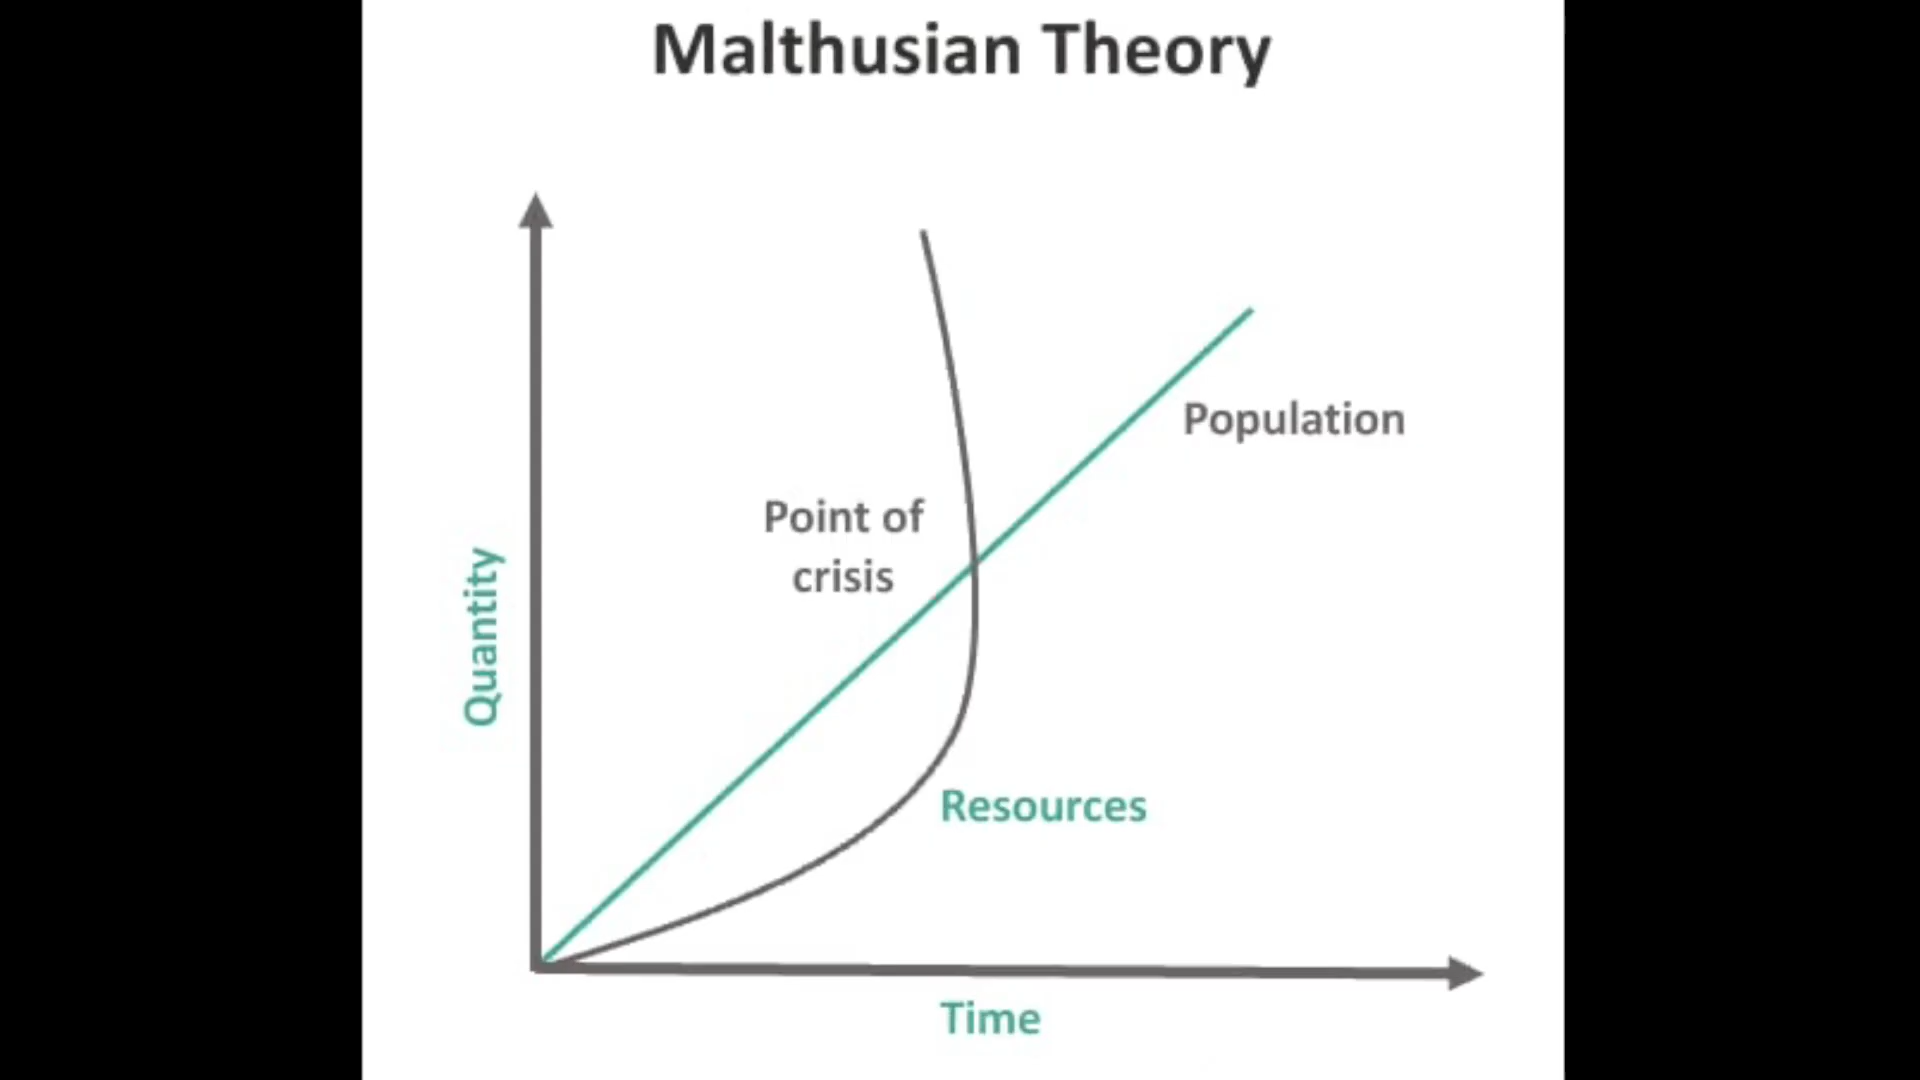 Malthusian Theory
Population
Point of
crisis
Quantity
Resources
Time